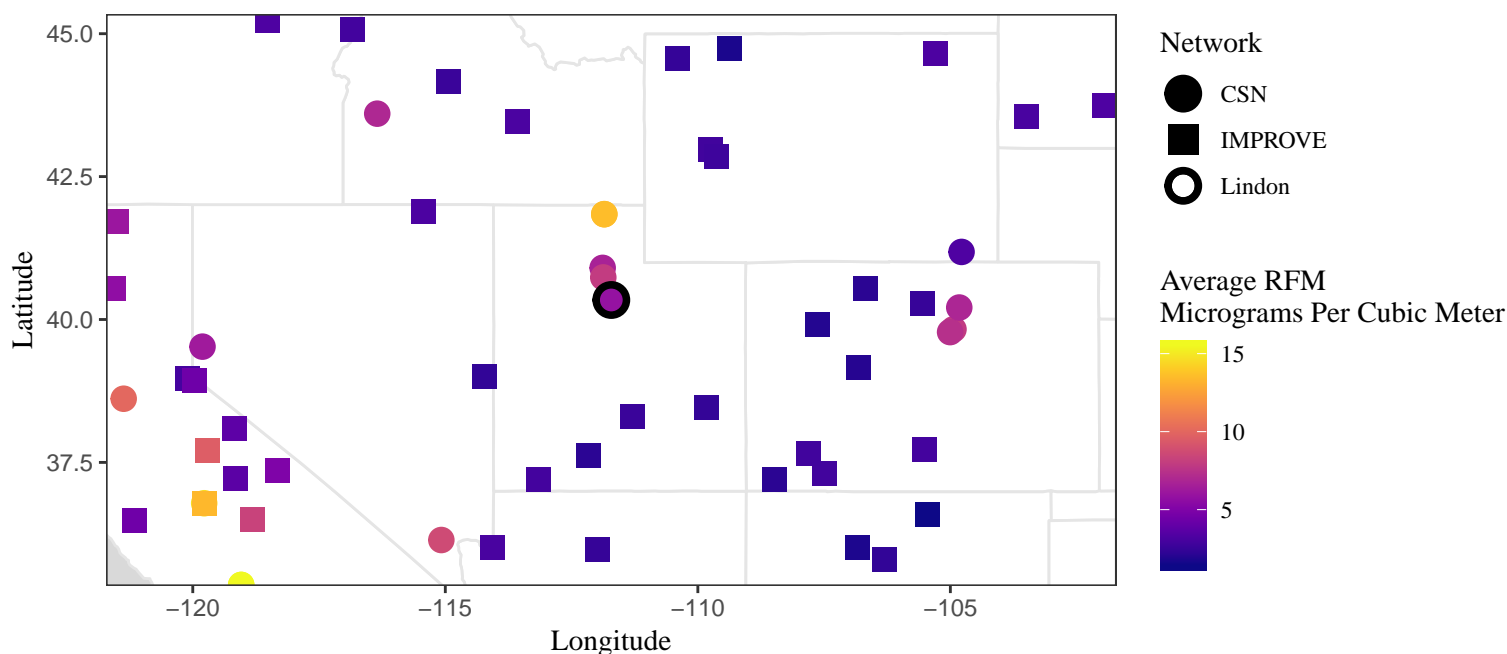 45.0
42.5
40.0
37.5
Latitude
−120
−115
−110
−105
Longitude
Network
CSN
IMPROVE
Lindon
Average RFM
Micrograms Per Cubic Meter
15
10
5